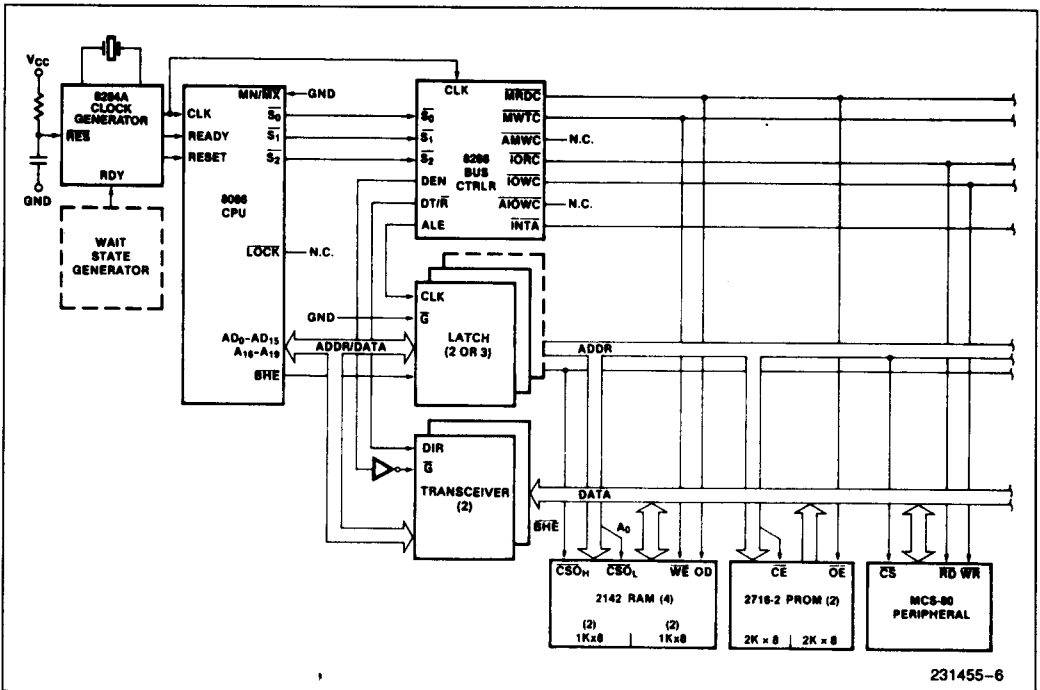 VCC
GND
8284A
CLOCK
GENERATOR
RES
RDY
WAIT
STATE
GENERATOR
MN/MX
GND
CLK
READY
RESET
S0
S1
S2
8086
CPU
LOCK
N.C.
AD0-AD15
A16-A19
BHE
ADDR/DATA
CLK
S0
S1
S2
DEN
DT/R
ALE
8288
BUS
CTRLR
MRDC
MWTC
AMWC
N.C.
IORC
IOWC
AIOWC
N.C.
INTA
CLK
GND
G
LATCH
(2 OR 3)
ADDR
DIR
G
TRANSCEIVER
(2)
DATA
BHE
A0
CSOH
CSOL
WE OD
2142 RAM (4)
(2)
1Kx8
(2)
1Kx8
CE
OE
2716-2 PROM (2)
2K × 8
2K × 8
CS
RD WR
MCS-80
PERIPHERAL
231455-6